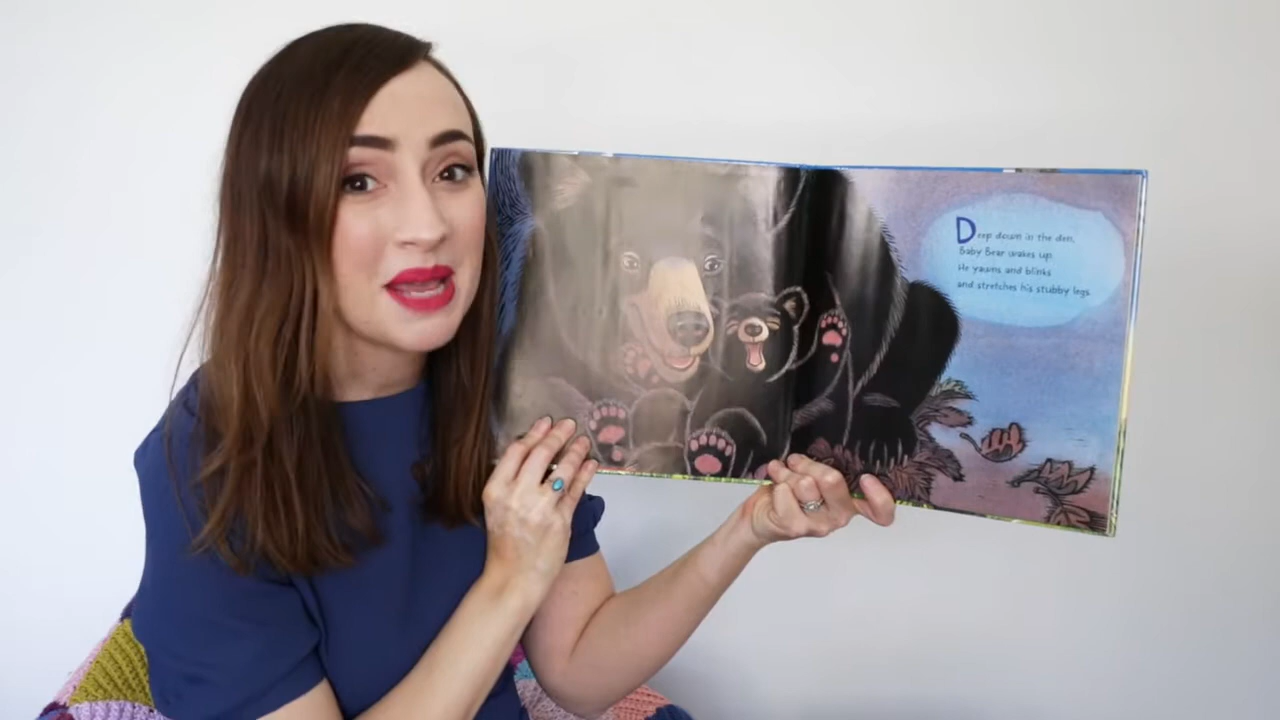 Deep down in the den,
Baby Bear wakes up.
He yawns and blinks
and stretches his stubby legs.